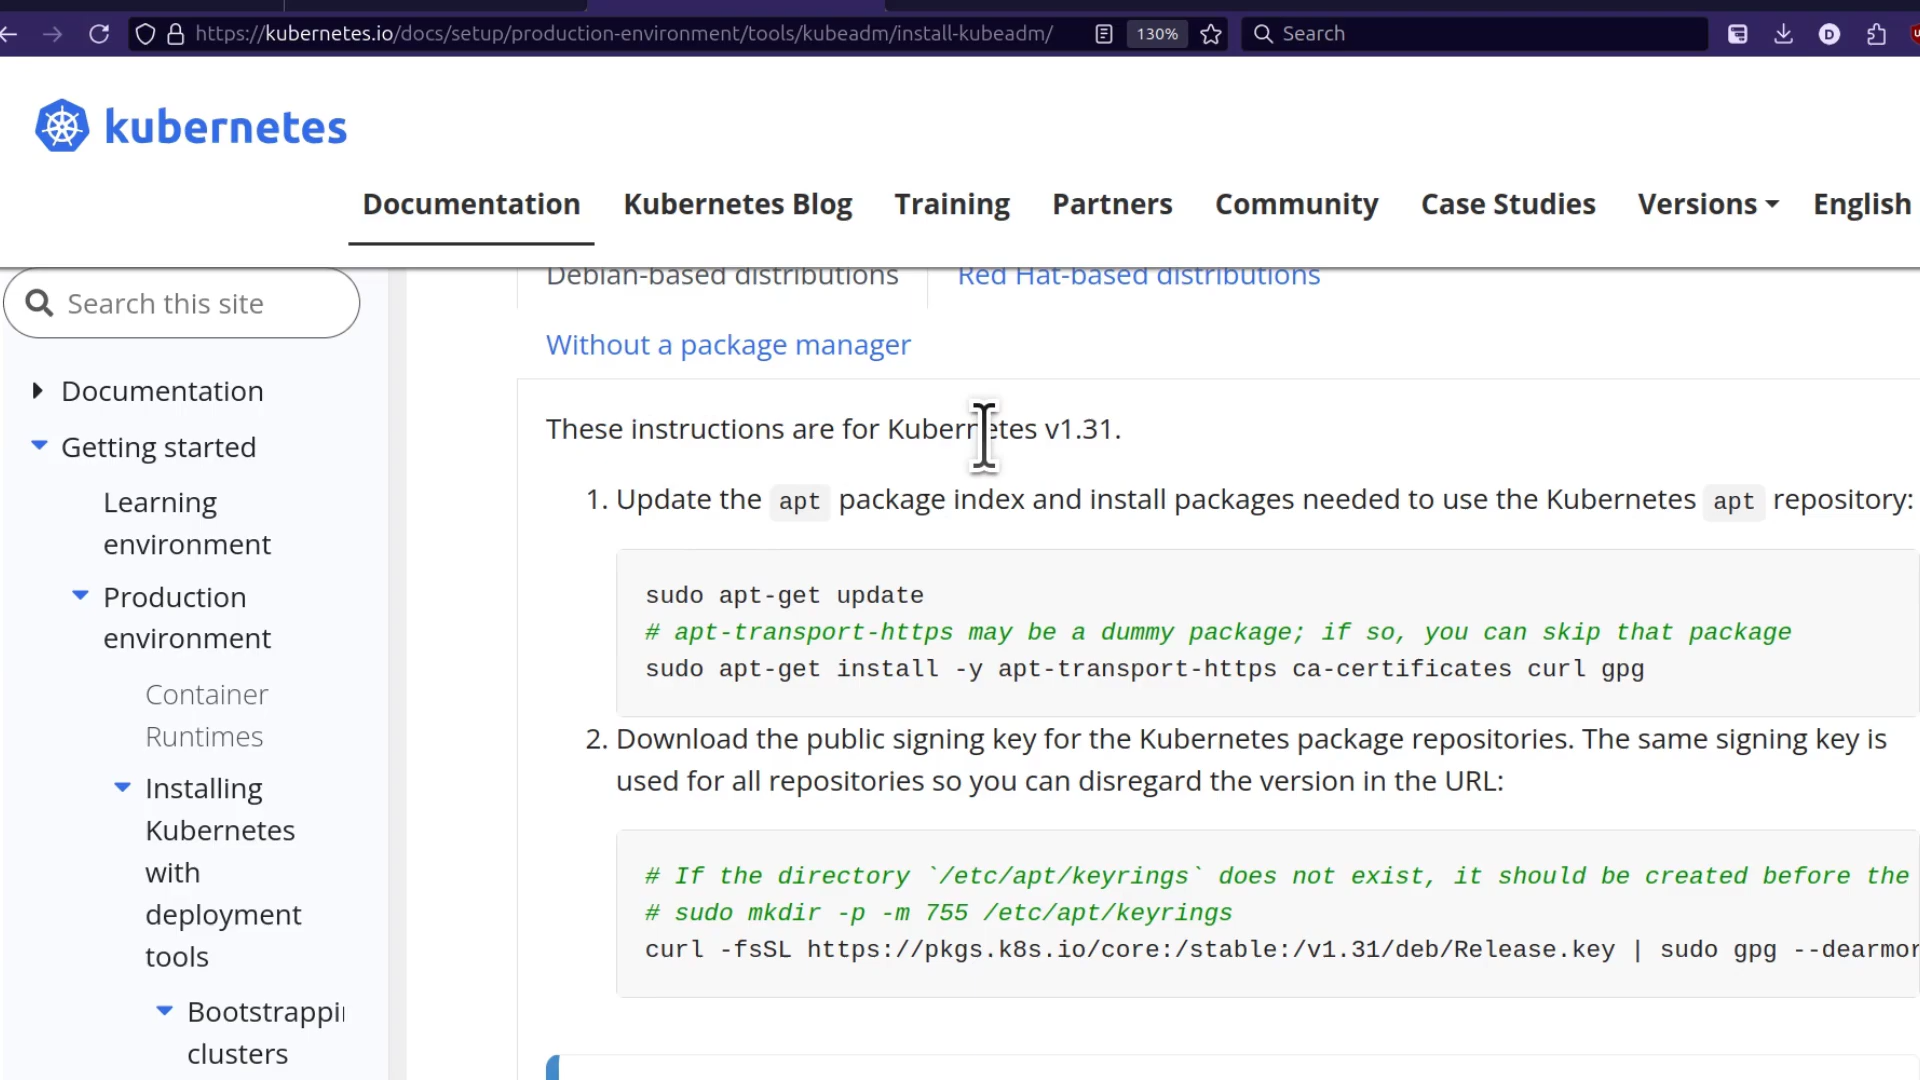 https://kubernetes.io/docs/setup/production-environment/tools/kubeadm/install-kubeadm/
130%
Search
D
kubernetes
Documentation
Kubernetes Blog
Training
Partners
Community
Case Studies
Versions
English
Search this site
Documentation
Getting started
Learning
environment
Production
environment
Container
Runtimes
Installing
Kubernetes
with
deployment
tools
Bootstrappi
clusters
Debian-based distributions
Red Hat-based distributions
Without a package manager
These instructions are for Kubernetes v1.31.
1. Update the apt package index and install packages needed to use the Kubernetes apt repository:
sudo apt-get update
# apt-transport-https may be a dummy package; if so, you can skip that package
sudo apt-get install -y apt-transport-https ca-certificates curl gpg
2. Download the public signing key for the Kubernetes package repositories. The same signing key is
used for all repositories so you can disregard the version in the URL:
# If the directory `/etc/apt/keyrings` does not exist, it should be created before the
# sudo mkdir -p -m 755 /etc/apt/keyrings
curl -fsSL https://pkgs.k8s.io/core:/stable:/v1.31/deb/Release.key | sudo gpg --dearmor